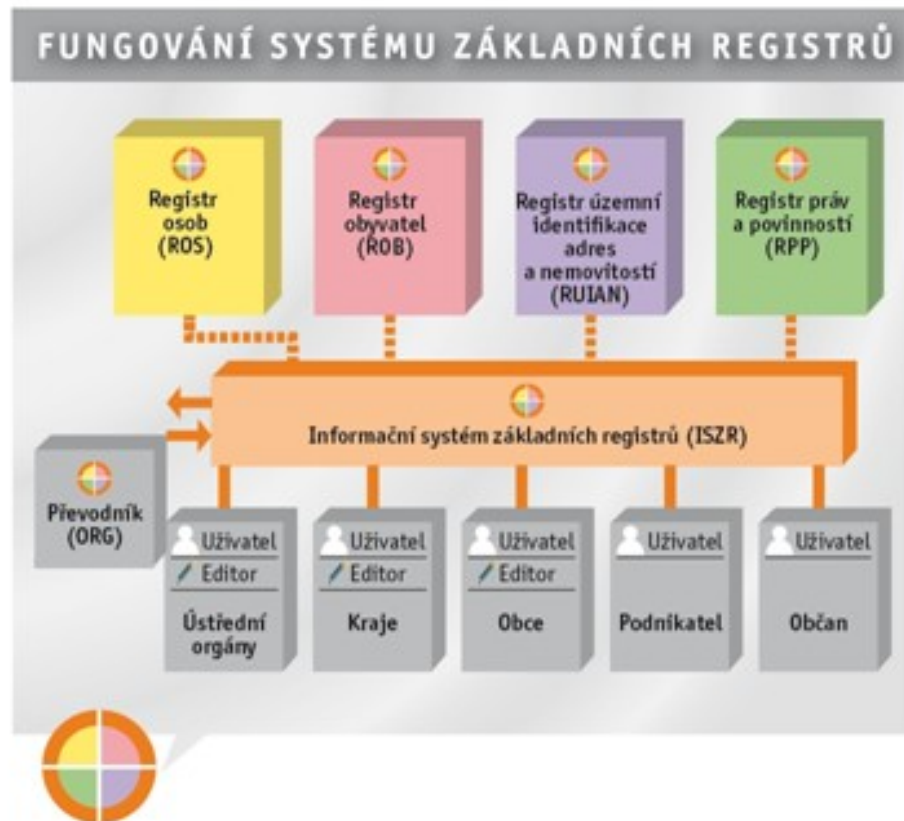 FUNGOVÁNÍ SYSTÉMU ZÁKLADNÍCH REGISTRŮ
Registr
osob
(ROS)
Registr
obyvatel
(ROB)
Registr územní
identifikace
adres
a nemovitostí
(RUIAN)
Registr práv
a povinností
(RPP)
Informační systém základních registrů (ISZR)
Převodník
(ORG)
Uživatel
Editor
Ústřední
orgány
Uživatel
Editor
Kraje
Uživatel
Editor
Obce
Uživatel
Podnikatel
Uživatel
Občan